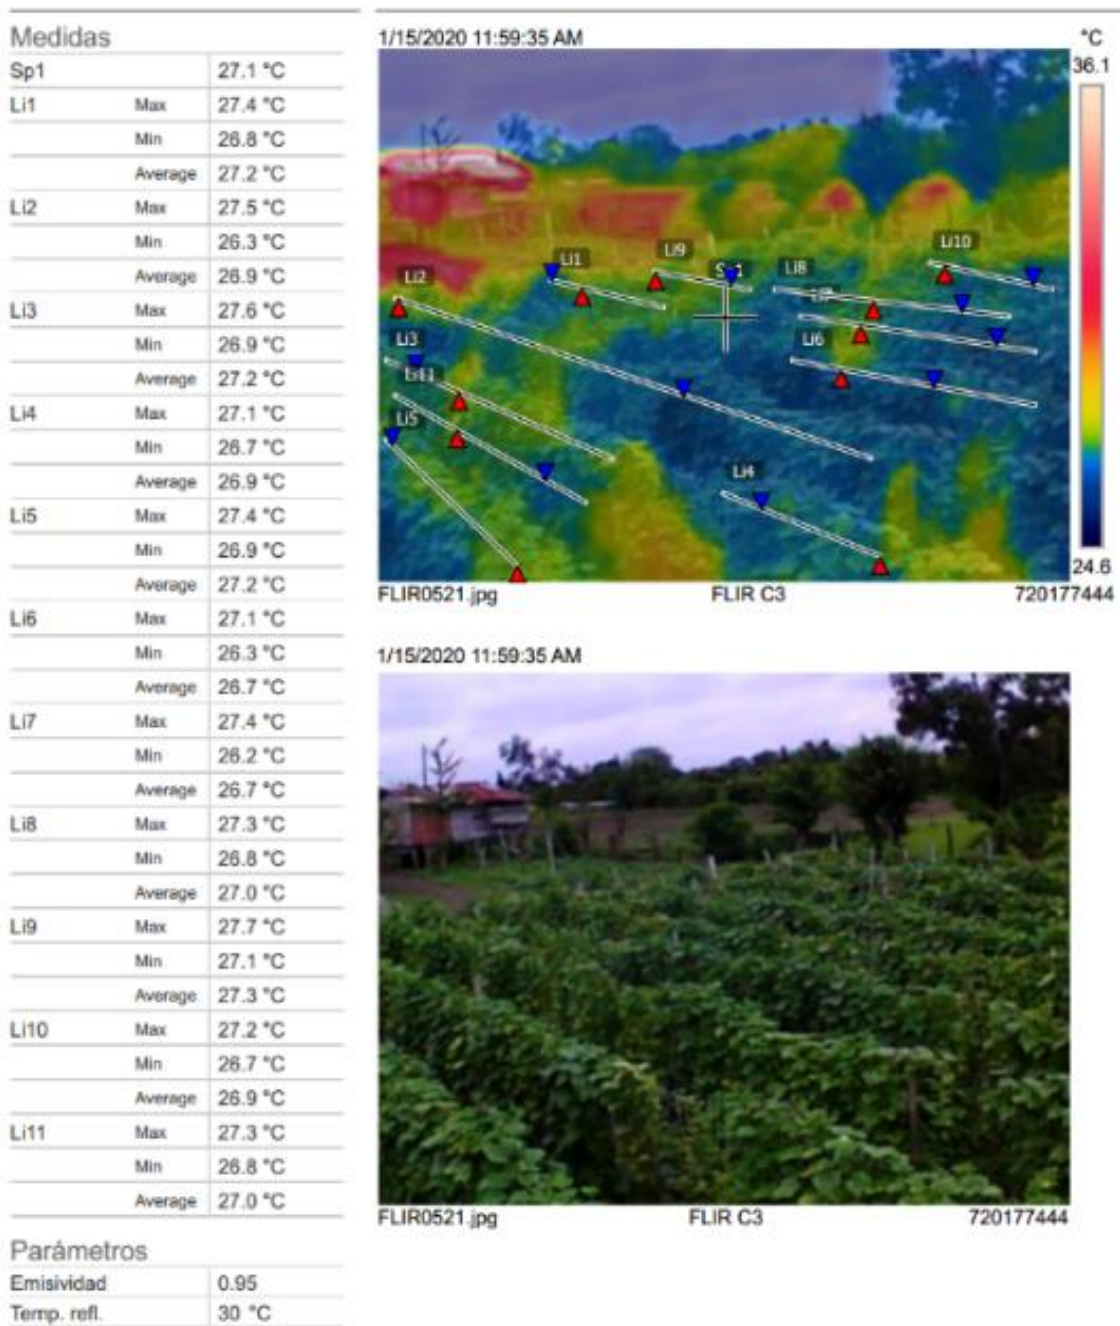 Medidas
Sp1 27.1 °C
Li1 Max 27.4 °C
Min 26.8 °C
Average 27.2 °C
Li2 Max 27.5 °C
Min 26.3 °C
Average 26.9 °C
Li3 Max 27.6 °C
Min 26.9 °C
Average 27.2 °C
Li4 Max 27.1 °C
Min 26.7 °C
Average 26.9 °C
Li5 Max 27.4 °C
Min 26.9 °C
Average 27.2 °C
Li6 Max 27.1 °C
Min 26.3 °C
Average 26.7 °C
Li7 Max 27.4 °C
Min 26.2 °C
Average 26.7 °C
Li8 Max 27.3 °C
Min 26.8 °C
Average 27.0 °C
Li9 Max 27.7 °C
Min 27.1 °C
Average 27.3 °C
Li10 Max 27.2 °C
Min 26.7 °C
Average 26.9 °C
Li11 Max 27.3 °C
Min 26.8 °C
Average 27.0 °C
Parámetros
Emisividad 0.95
Temp. refl. 30 °C
1/15/2020 11:59:35 AM °C
36.1
Li10
Li9
Li1
Sp1
Li8
Li2
Li3
Li6
Li11
Li5
Li4
24.6
FLIR0521.jpg FLIR C3 720177444
1/15/2020 11:59:35 AM
FLIR0521.jpg FLIR C3 720177444